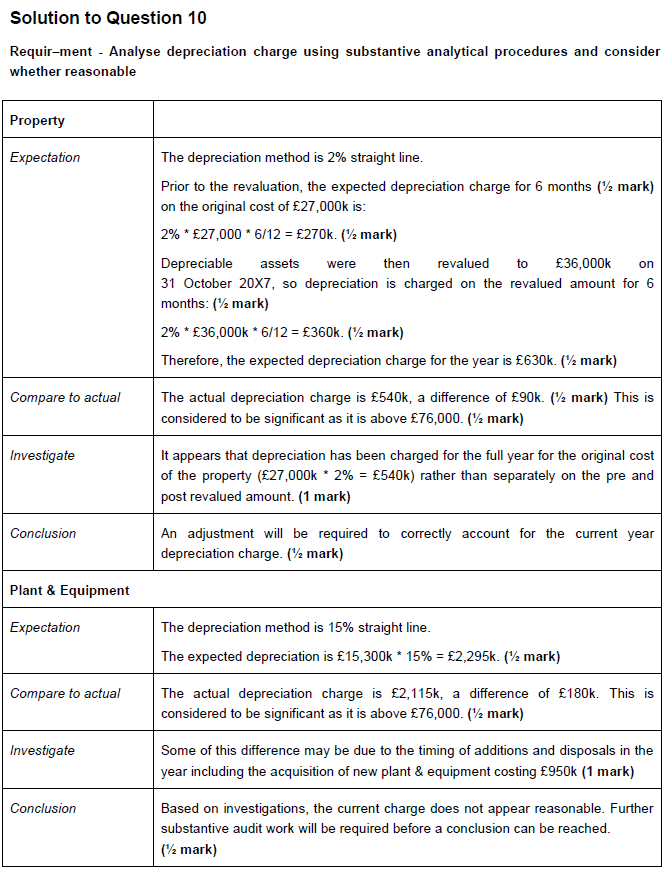 Solution to Question 10
Requir–ment - Analyse depreciation charge using substantive analytical procedures and consider
whether reasonable
Property
Expectation
The depreciation method is 2% straight line.
Prior to the revaluation, the expected depreciation charge for 6 months (½ mark)
on the original cost of £27,000k is:
2% * £27,000 * 6/12 = £270k. (½ mark)
Depreciable assets were then revalued to £36,000k on
31 October 20X7, so depreciation is charged on the revalued amount for 6
months: (½ mark)
2% * £36,000k * 6/12 = £360k. (½ mark)
Therefore, the expected depreciation charge for the year is £630k. (½ mark)
Compare to actual
The actual depreciation charge is £540k, a difference of £90k. (½ mark) This is
considered to be significant as it is above £76,000. (½ mark)
Investigate
It appears that depreciation has been charged for the full year for the original cost
of the property (£27,000k * 2% = £540k) rather than separately on the pre and
post revalued amount. (1 mark)
Conclusion
An adjustment will be required to correctly account for the current year
depreciation charge. (½ mark)
Plant & Equipment
Expectation
The depreciation method is 15% straight line.
The expected depreciation is £15,300k * 15% = £2,295k. (½ mark)
Compare to actual
The actual depreciation charge is £2,115k, a difference of £180k. This is
considered to be significant as it is above £76,000. (½ mark)
Investigate
Some of this difference may be due to the timing of additions and disposals in the
year including the acquisition of new plant & equipment costing £950k (1 mark)
Conclusion
Based on investigations, the current charge does not appear reasonable. Further
substantive audit work will be required before a conclusion can be reached.
(½ mark)